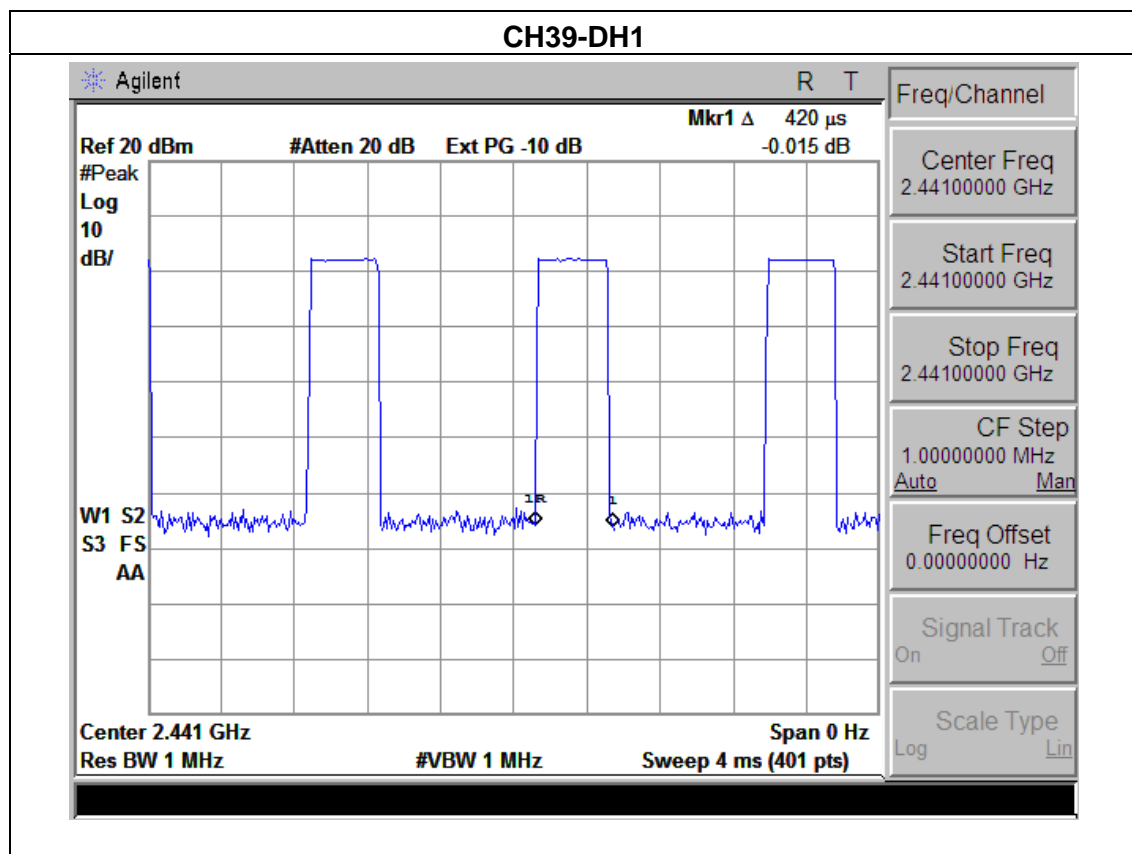 CH39-DH1
Agilent R T
Mkr1 Δ 420 µs
Ref 20 dBm #Atten 20 dB Ext PG -10 dB -0.015 dB
#Peak
Log
10
dB/
1R 1
W1 S2
S3 FS
AA
Center 2.441 GHz Span 0 Hz
Res BW 1 MHz #VBW 1 MHz Sweep 4 ms (401 pts)
Freq/Channel
Center Freq
2.44100000 GHz
Start Freq
2.44100000 GHz
Stop Freq
2.44100000 GHz
CF Step
1.00000000 MHz
Auto Man
Freq Offset
0.00000000 Hz
Signal Track
On Off
Scale Type
Log Lin